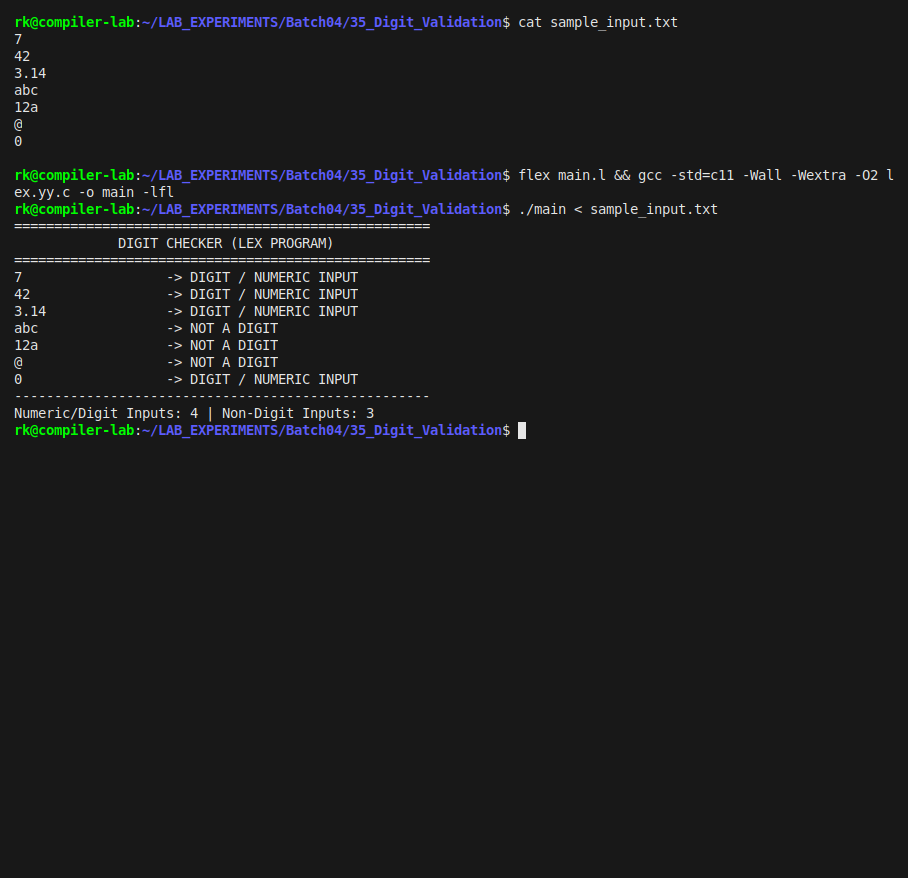 rk@compiler-lab:~/LAB_EXPERIMENTS/Batch04/35_Digit_Validation$ cat sample_input.txt
7
42
3.14
abc
12a
@
0
rk@compiler-lab:~/LAB_EXPERIMENTS/Batch04/35_Digit_Validation$ flex main.l && gcc -std=c11 -Wall -Wextra -O2 l
ex.yy.c -o main -lfl
rk@compiler-lab:~/LAB_EXPERIMENTS/Batch04/35_Digit_Validation$ ./main < sample_input.txt
====================================================
             DIGIT CHECKER (LEX PROGRAM)
====================================================
7                  -> DIGIT / NUMERIC INPUT
42                 -> DIGIT / NUMERIC INPUT
3.14               -> DIGIT / NUMERIC INPUT
abc                -> NOT A DIGIT
12a                -> NOT A DIGIT
@                  -> NOT A DIGIT
0                  -> DIGIT / NUMERIC INPUT
----------------------------------------------------
Numeric/Digit Inputs: 4 | Non-Digit Inputs: 3
rk@compiler-lab:~/LAB_EXPERIMENTS/Batch04/35_Digit_Validation$